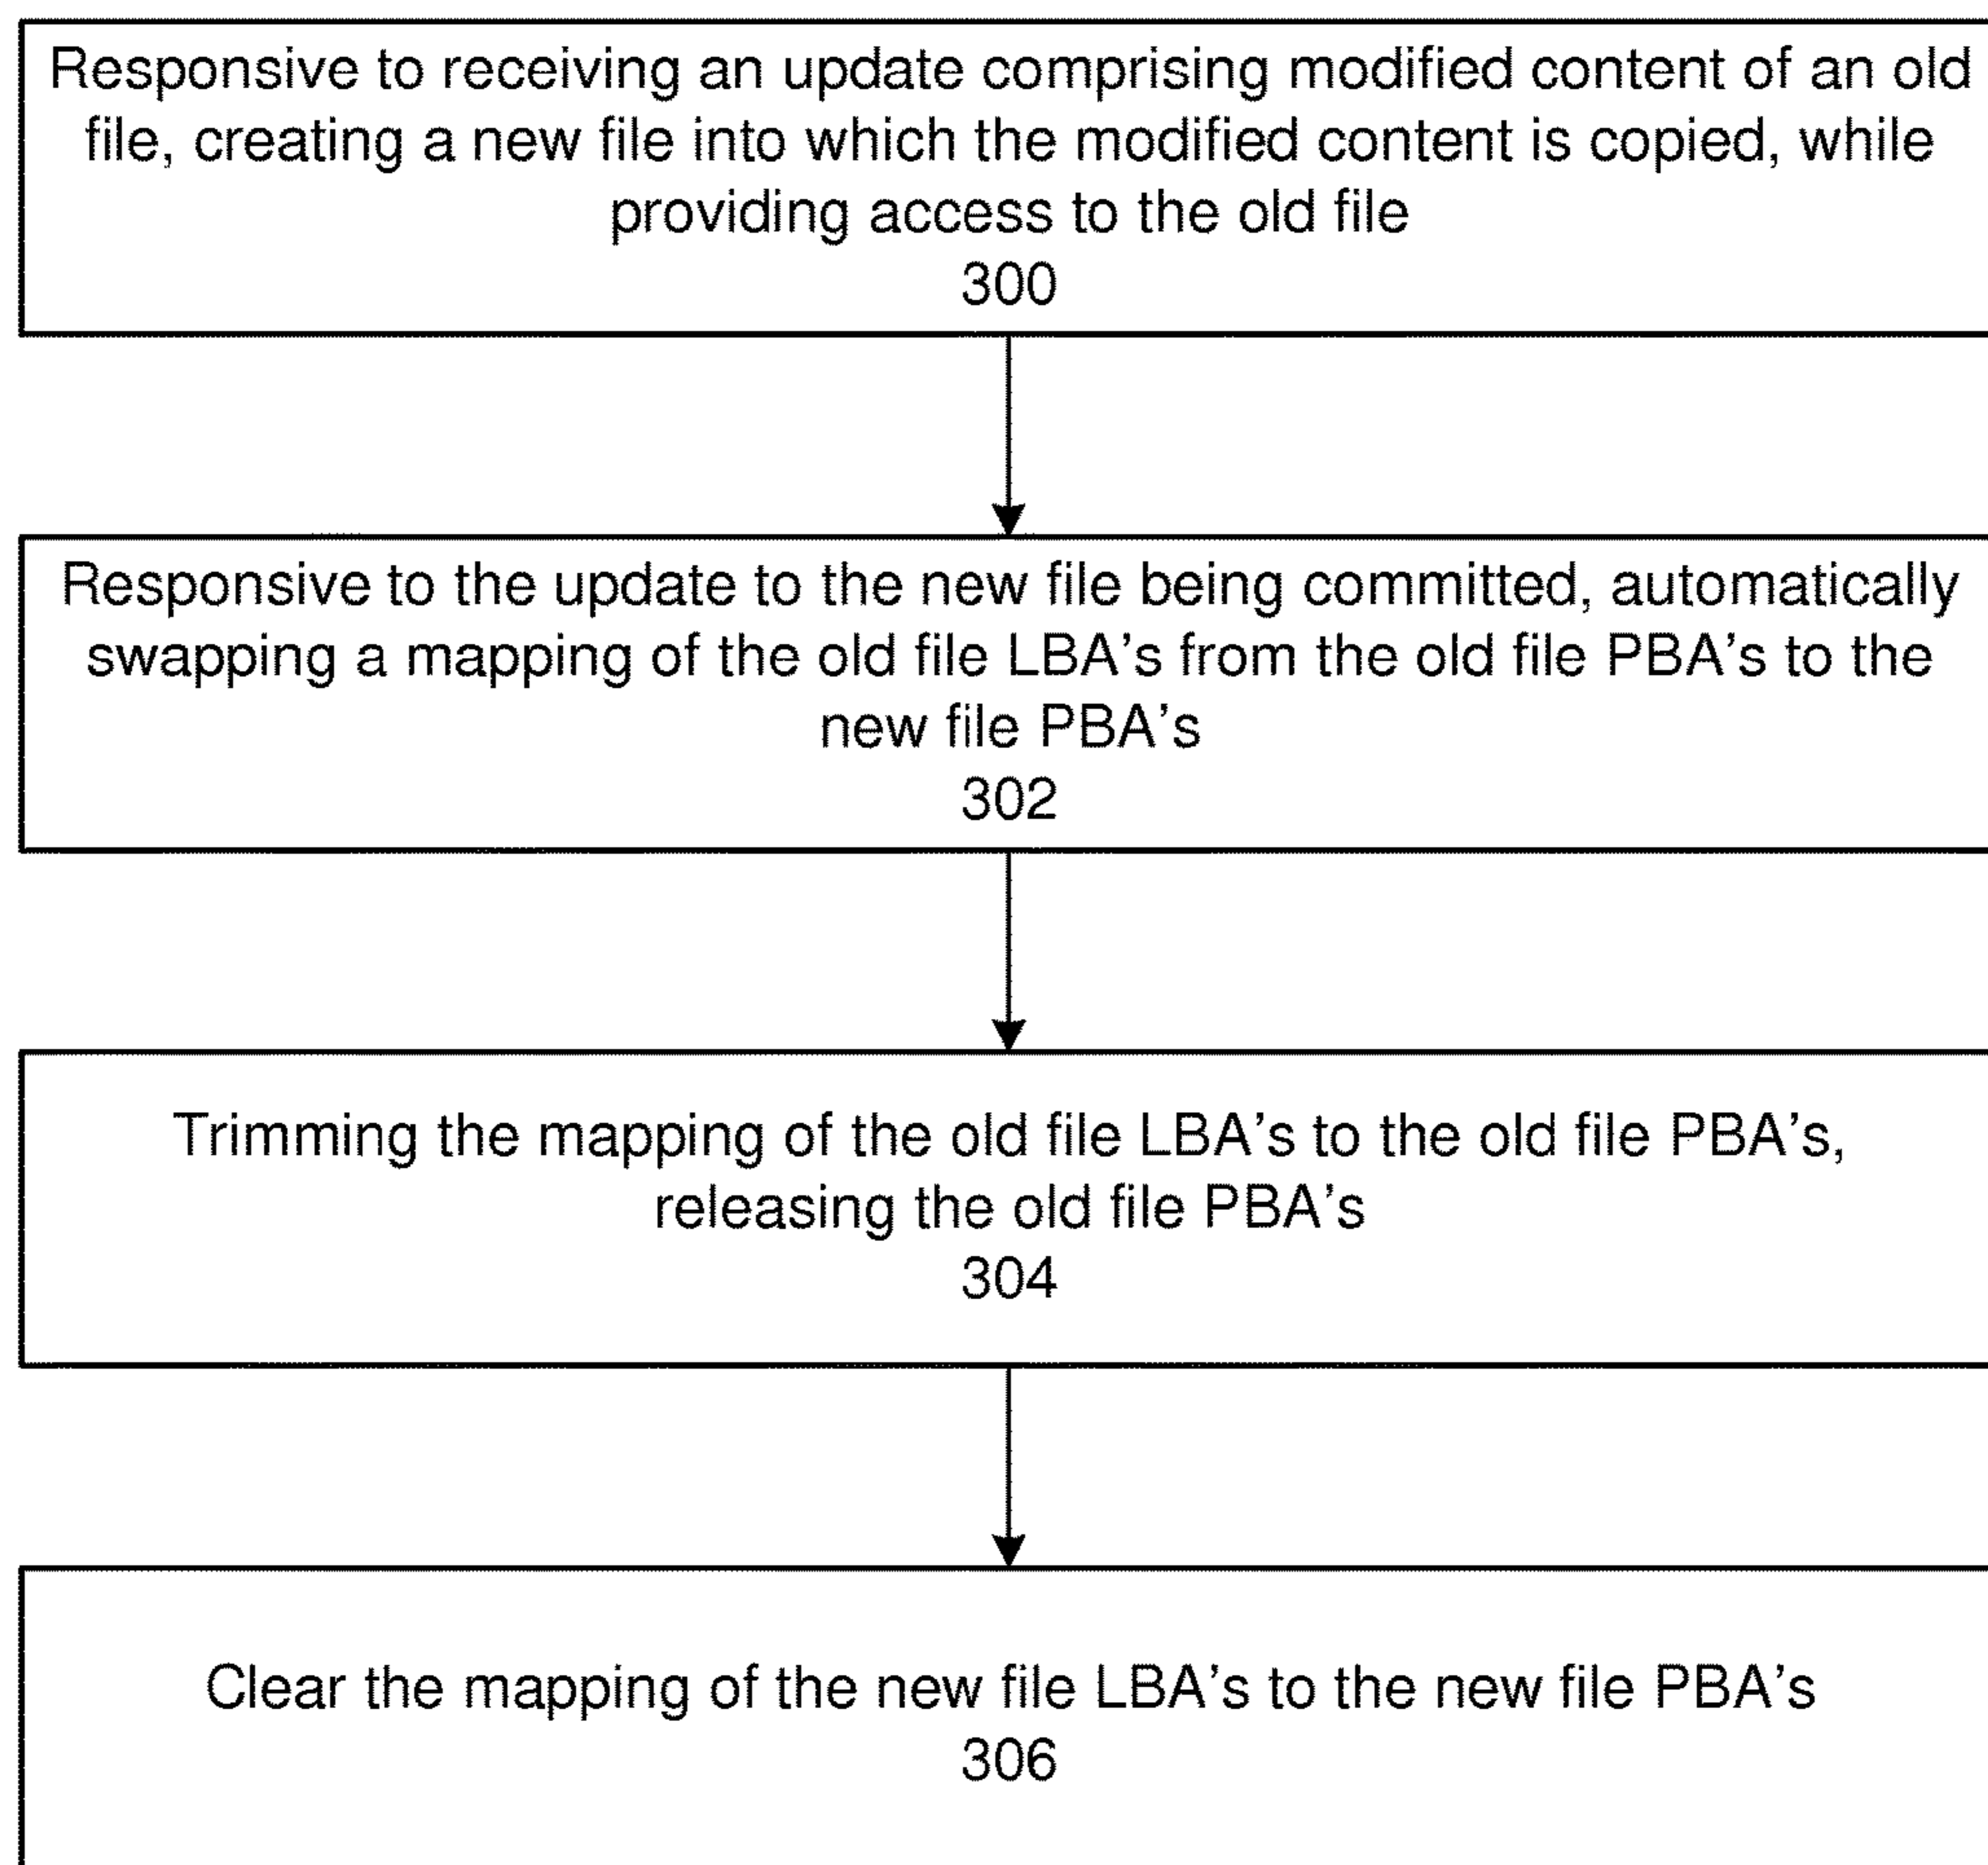 Responsive to receiving an update comprising modified content of an old
file, creating a new file into which the modified content is copied, while
providing access to the old file
300
Responsive to the update to the new file being committed, automatically
swapping a mapping of the old file LBA's from the old file PBA's to the
new file PBA's
302
Trimming the mapping of the old file LBA's to the old file PBA's,
releasing the old file PBA's
304
Clear the mapping of the new file LBA's to the new file PBA's
306